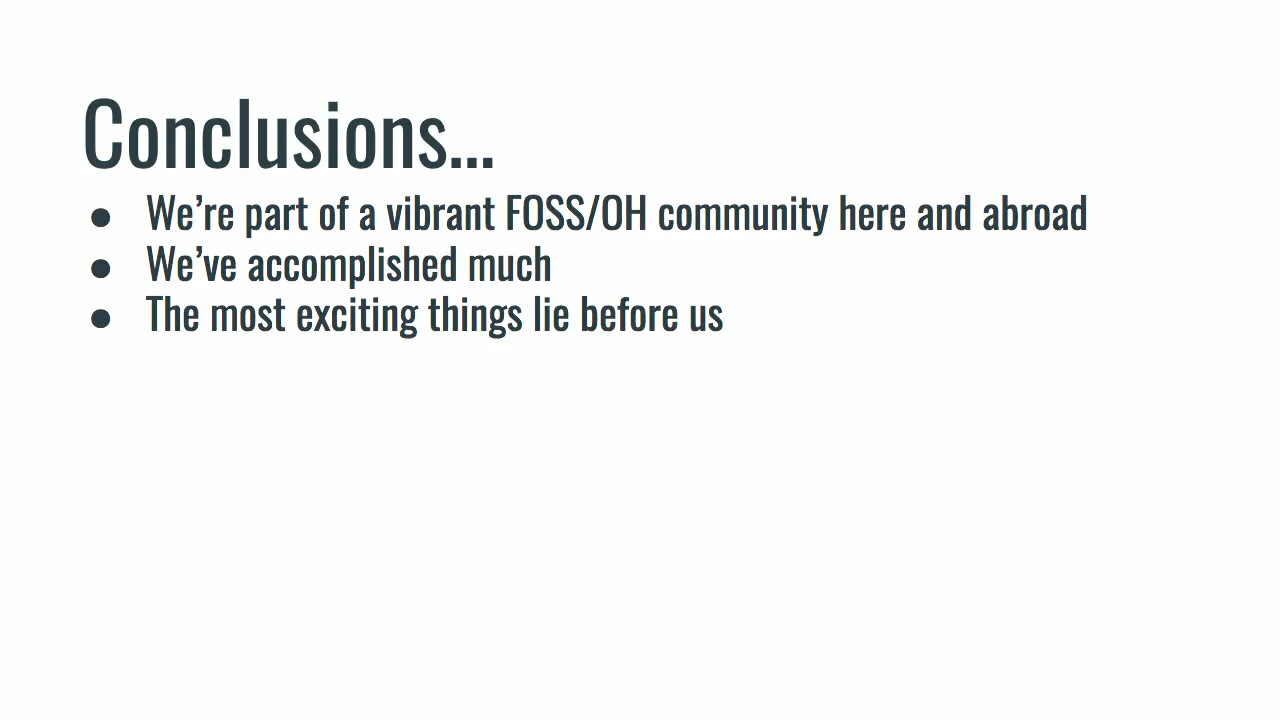 Conclusions...
● We’re part of a vibrant FOSS/OH community here and abroad
● We’ve accomplished much
● The most exciting things lie before us